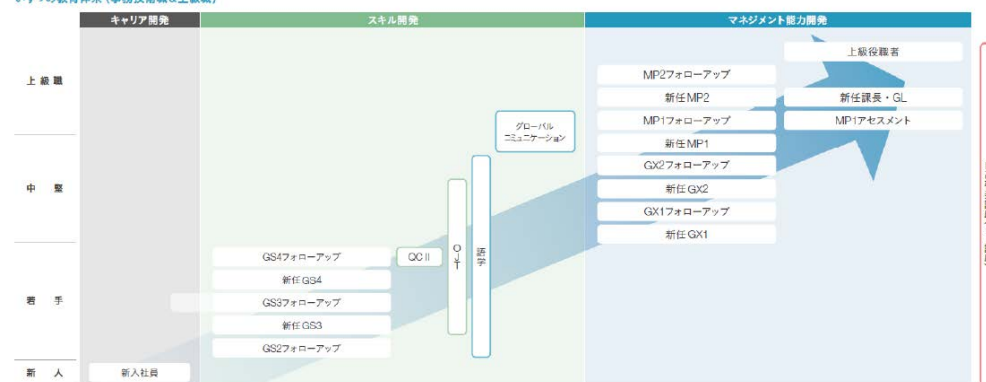 キャリア開発
スキル開発
マネジメント能力開発
上級職
中堅
若手
新人
上級役職者
MP2フォローアップ
新任MP2
新任課長・GL
MP1フォローアップ
MP1アセスメント
新任MP1
GX2フォローアップ
新任GX2
GX1フォローアップ
新任GX1
グローバル
コミュニケーション
OJT
語学
GS4フォローアップ
QCⅡ
新任GS4
GS3フォローアップ
新任GS3
GS2フォローアップ
新入社員